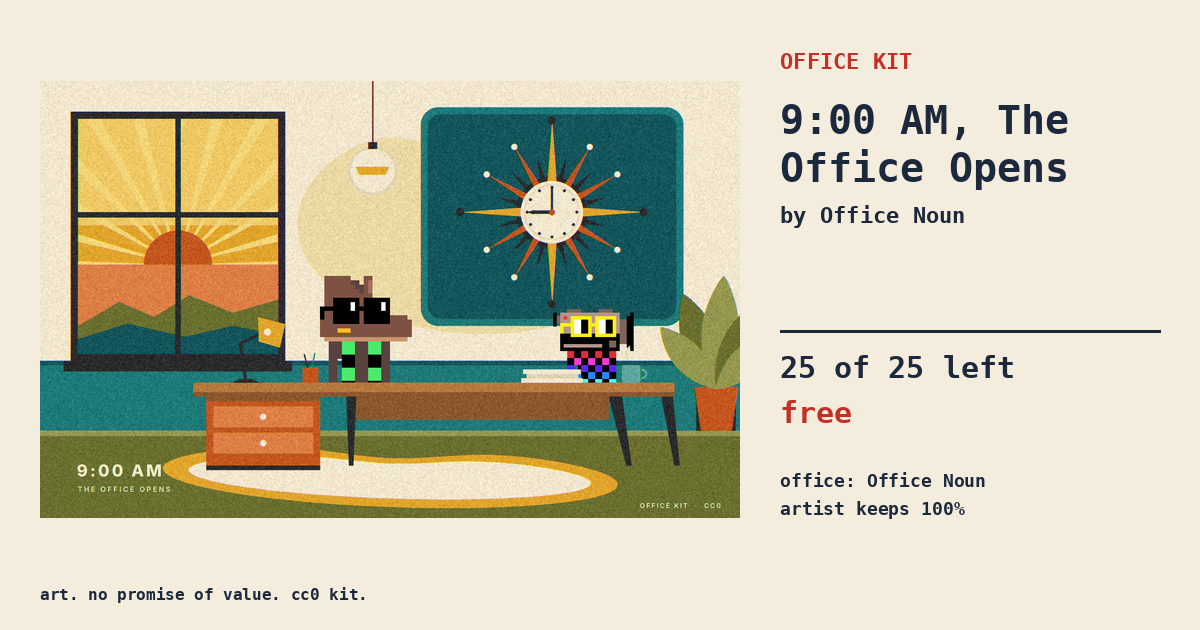 OFFICE KIT
9:00 AM, The
Office Opens
by Office Noun
25 of 25 left
free
office: Office Noun
artist keeps 100%
9:00 AM
THE OFFICE OPENS
OFFICE KIT · CC0
art. no promise of value. cc0 kit.